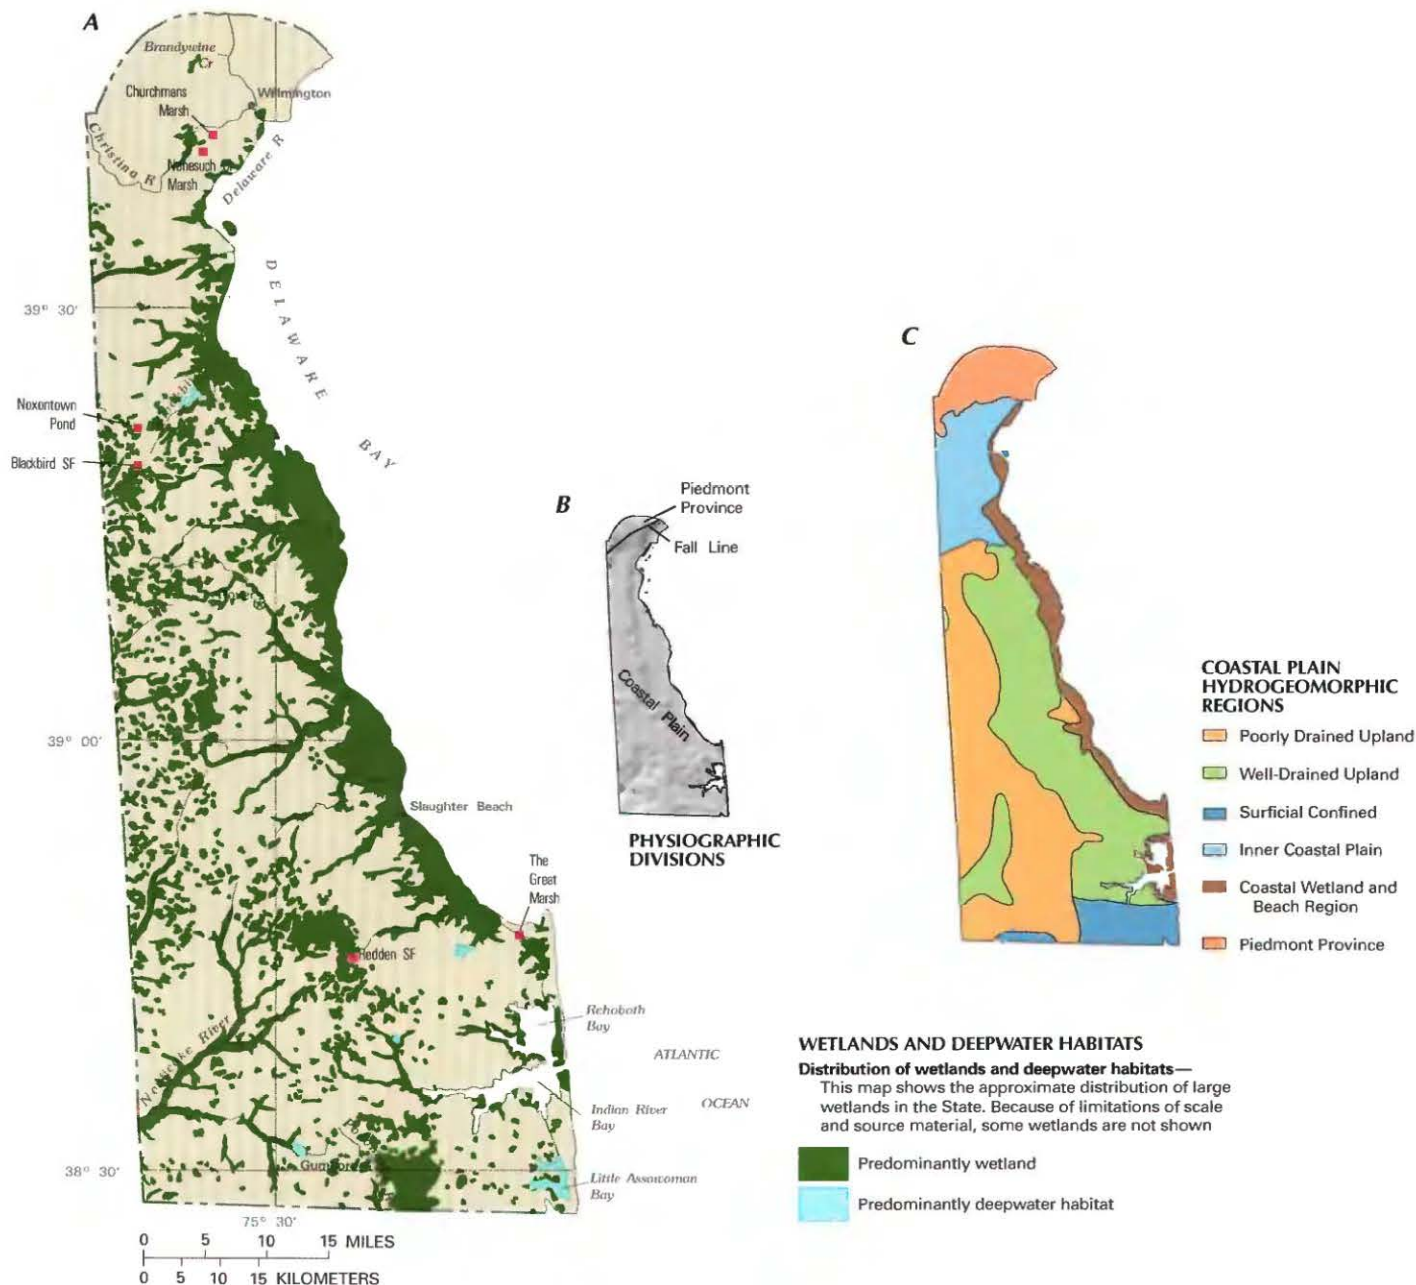 A
Brandywine
Cr
Churchmans
Marsh
Wilmington
Christina R
Marsh
Delaware R
DELAWARE
BAY
39° 30'
Noxontown
Pond
Blackbird SF
39° 00'
Slaughter Beach
The
Great
Marsh
Redden SF
Nanticoke River
Rehoboth
Bay
ATLANTIC
OCEAN
Indian River
Bay
38° 30'
Little Assawoman
Bay
75° 30'
0 5 10 15 MILES
0 5 10 15 KILOMETERS
B
Piedmont
Province
Fall Line
Coastal Plain
PHYSIOGRAPHIC
DIVISIONS
C
COASTAL PLAIN
HYDROGEOMORPHIC
REGIONS
Poorly Drained Upland
Well-Drained Upland
Surficial Confined
Inner Coastal Plain
Coastal Wetland and
Beach Region
Piedmont Province
WETLANDS AND DEEPWATER HABITATS
Distribution of wetlands and deepwater habitats—
This map shows the approximate distribution of large
wetlands in the State. Because of limitations of scale
and source material, some wetlands are not shown
Predominantly wetland
Predominantly deepwater habitat